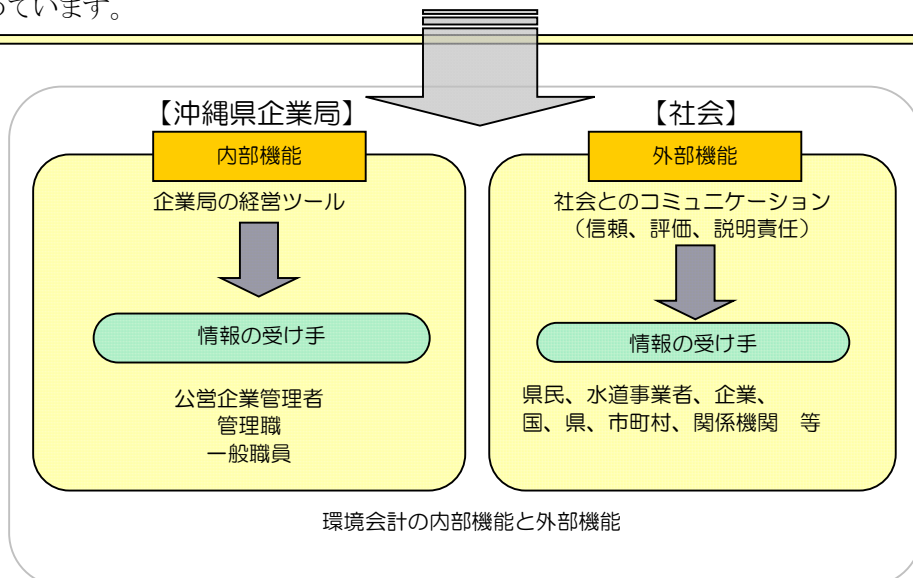 っています。
【沖縄県企業局】
内部機能
企業局の経営ツール
情報の受け手
公営企業管理者
管理職
一般職員
【社会】
外部機能
社会とのコミュニケーション
（信頼、評価、説明責任）
情報の受け手
県民、水道事業者、企業、
国、県、市町村、関係機関　等
環境会計の内部機能と外部機能